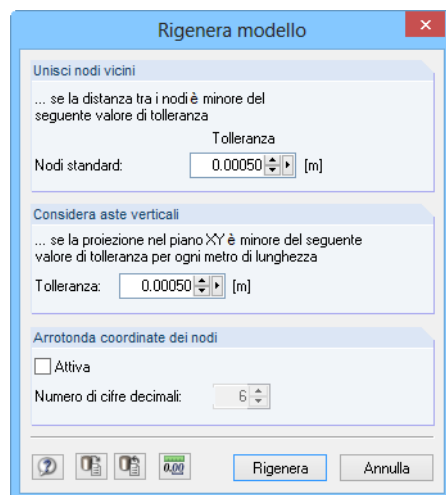 Rigenera modello
Unisci nodi vicini
... se la distanza tra i nodi è minore del
seguente valore di tolleranza
Tolleranza
Nodi standard: 0.00050 [m]
Considera aste verticali
... se la proiezione nel piano XY è minore del seguente
valore di tolleranza per ogni metro di lunghezza
Tolleranza: 0.00050 [m]
Arrotonda coordinate dei nodi
Attiva
Numero di cifre decimali: 6
0.00 Rigenera Annulla